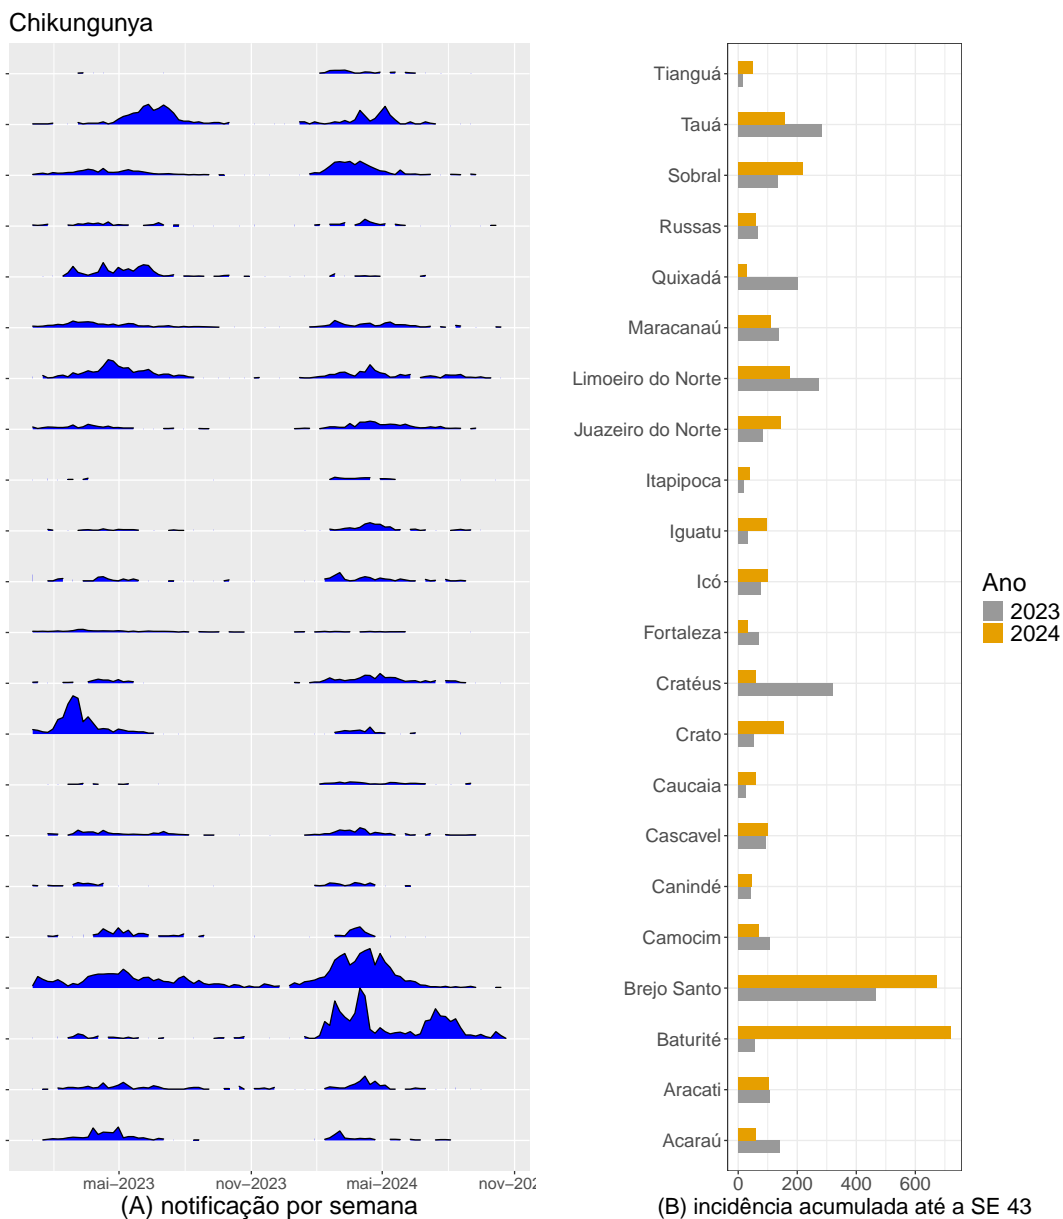 Chikungunya
Tianguá
Tauá
Sobral
Russas
Quixadá
Maracanaú
Limoeiro do Norte
Juazeiro do Norte
Itapipoca
Iguatu
Icó
Fortaleza
Cratéus
Crato
Caucaia
Cascavel
Canindé
Camocim
Brejo Santo
Baturité
Aracati
Acaraú
Ano
2023
2024
mai–2023 nov–2023 mai–2024 nov–202
0 200 400 600
(A) notificação por semana
(B) incidência acumulada até a SE 43